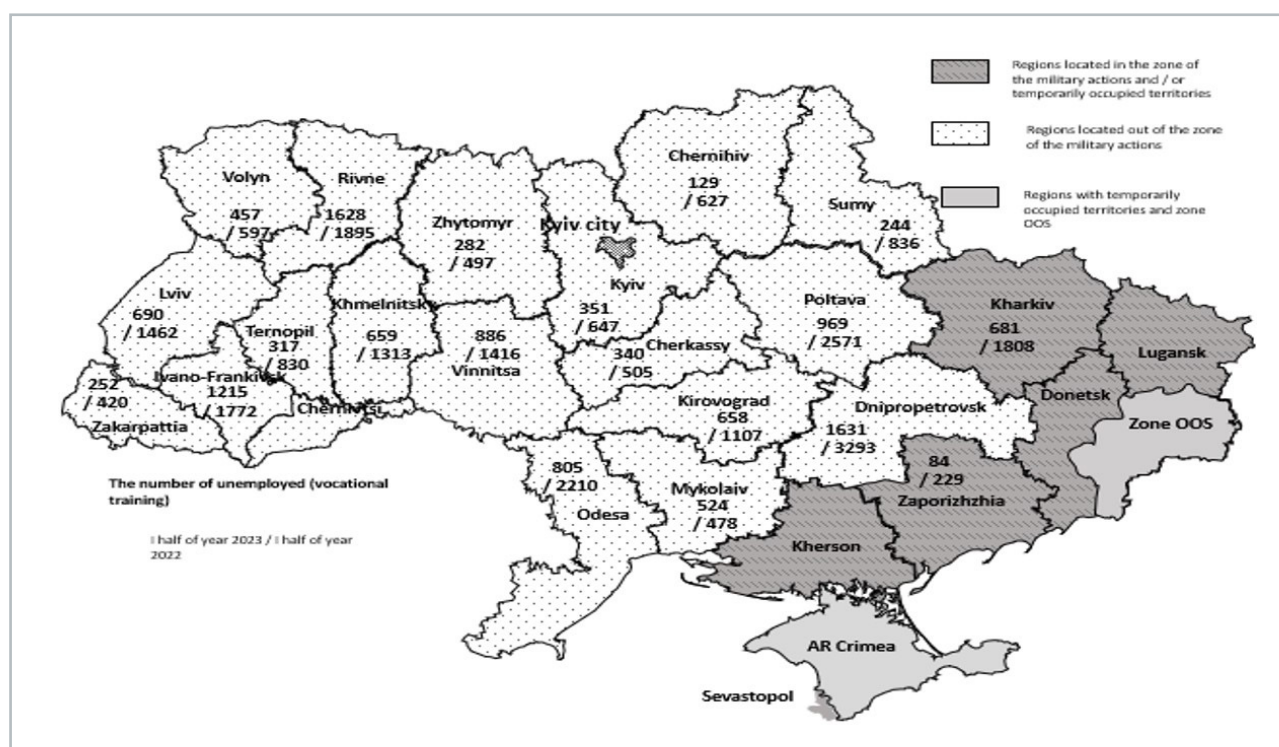 Regions located in the zone of
the military actions and / or
temporarily occupied territories
Regions located out of the zone
of the military actions
Regions with temporarily
occupied territories and zone
OOS
Volyn
457
/ 597
Rivne
1628
/ 1895
Zhytomyr
282
/ 497
Kyiv city
Kyiv
351
/ 647
Chernihiv
129
/ 627
Sumy
244
/ 836
Lviv
690
/ 1462
Ternopil
317
/ 830
Khmelnitsky
659
/ 1313
886
/ 1416
Vinnitsa
Cherkassy
340
/ 505
Poltava
969
/ 2571
Kharkiv
681
/ 1808
Lugansk
Donetsk
Zone OOS
252
/ 420
Zakarpattia
Ivano-Frankivsk
1215
/ 1772
Chernivtsi
Kirovograd
658
/ 1107
Dnipropetrovsk
1631
/ 3293
84
/ 229
Zaporizhzhia
805
/ 2210
Odesa
Mykolaiv
524
/ 478
Kherson
AR Crimea
Sevastopol
The number of unemployed (vocational
training)
half of year 2023 / half of year
2022